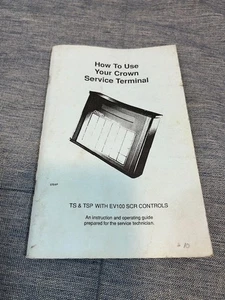 How To Use
Your Crown
Service Terminal
TS & TSP WITH EV100 SCR CONTROLS
An instruction and operating guide
prepared for the service technician.